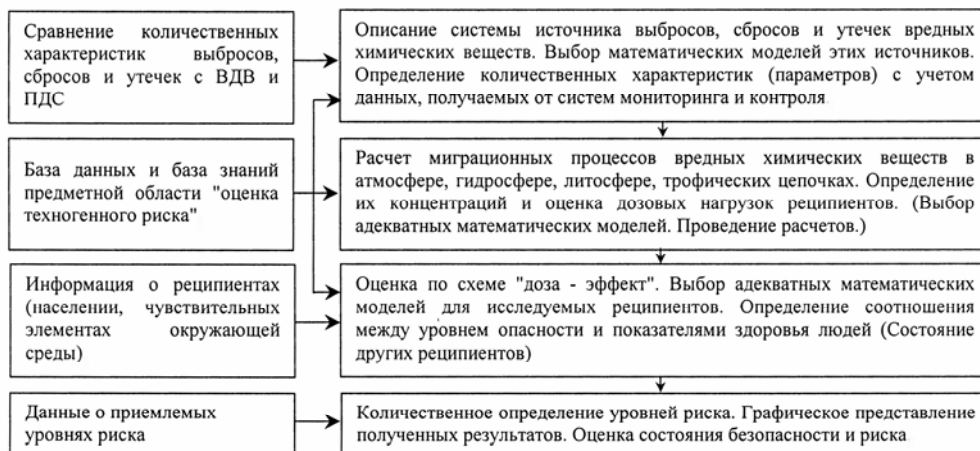 Сравнение количественных
характеристик выбросов,
сбросов и утечек с ВДВ и
ПДС
Описание системы источника выбросов, сбросов и утечек вредных
химических веществ. Выбор математических моделей этих источников.
Определение количественных характеристик (параметров) с учетом
данных, получаемых от систем мониторинга и контроля
База данных и база знаний
предметной области "оценка
техногенного риска"
Расчет миграционных процессов вредных химических веществ в
атмосфере, гидросфере, литосфере, трофических цепочках. Определение
их концентраций и оценка дозовых нагрузок реципиентов. (Выбор
адекватных математических моделей. Проведение расчетов.)
Информация о реципиентах
(населении, чувствительных
элементах окружающей
среды)
Оценка по схеме "доза - эффект". Выбор адекватных математических
моделей для исследуемых реципиентов. Определение соотношения
между уровнем опасности и показателями здоровья людей (Состояние
других реципиентов)
Данные о приемлемых
уровнях риска
Количественное определение уровней риска. Графическое представление
полученных результатов. Оценка состояния безопасности и риска